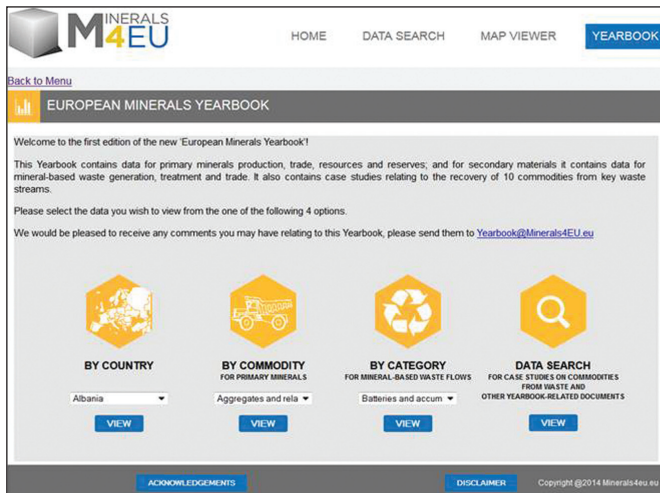 MINERALS
4EU
HOME DATA SEARCH MAP VIEWER YEARBOOK
Back to Menu
EUROPEAN MINERALS YEARBOOK
Welcome to the first edition of the new 'European Minerals Yearbook'!
This Yearbook contains data for primary minerals production, trade, resources and reserves; and for secondary materials it contains data for
mineral-based waste generation, treatment and trade. It also contains case studies relating to the recovery of 10 commodities from key waste
streams.
Please select the data you wish to view from the one of the following 4 options.
We would be pleased to receive any comments you may have relating to this Yearbook, please send them to Yearbook@Minerals4EU.eu
BY COUNTRY
Albania
VIEW
BY COMMODITY
FOR PRIMARY MINERALS
Aggregates and rela
VIEW
BY CATEGORY
FOR MINERAL-BASED WASTE FLOWS
Batteries and accum
VIEW
DATA SEARCH
FOR CASE STUDIES ON COMMODITIES
FROM WASTE AND
OTHER YEARBOOK-RELATED DOCUMENTS
VIEW
ACKNOWLEDGEMENTS DISCLAIMER Copyright @2014 Minerals4eu.eu